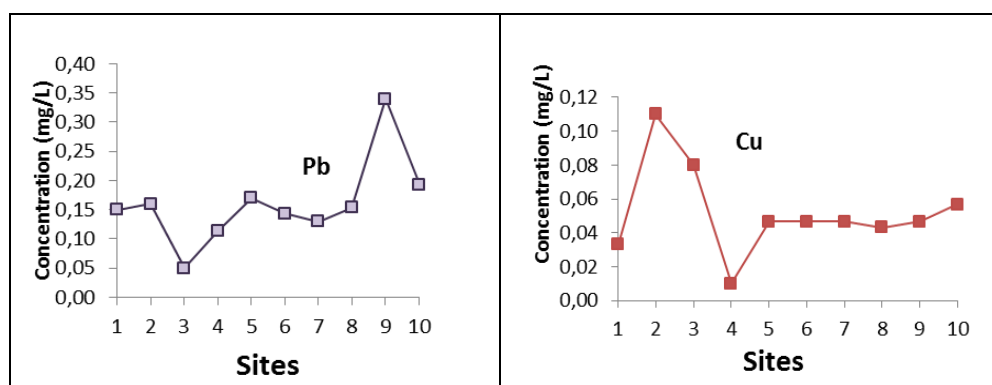 Concentration (mg/L)
0,40
0,35
0,30
0,25
0,20
0,15
0,10
0,05
0,00
Pb
1 2 3 4 5 6 7 8 9 10
Sites
Concentration (mg/L)
0,12
0,10
0,08
0,06
0,04
0,02
0,00
Cu
1 2 3 4 5 6 7 8 9 10
Sites